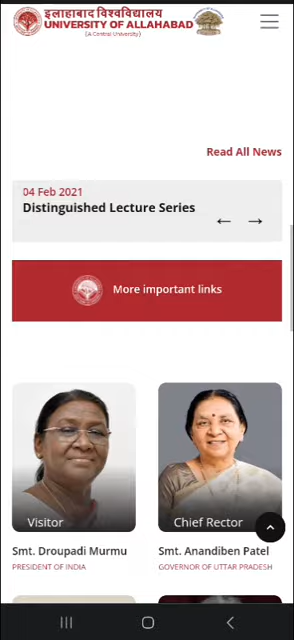 इलाहाबाद विश्वविद्यालय
UNIVERSITY OF ALLAHABAD
(A Central University)
Read All News
04 Feb 2021
Distinguished Lecture Series
← →
More important links
Visitor
Smt. Droupadi Murmu
PRESIDENT OF INDIA
Chief Rector
Smt. Anandiben Patel
GOVERNOR OF UTTAR PRADESH